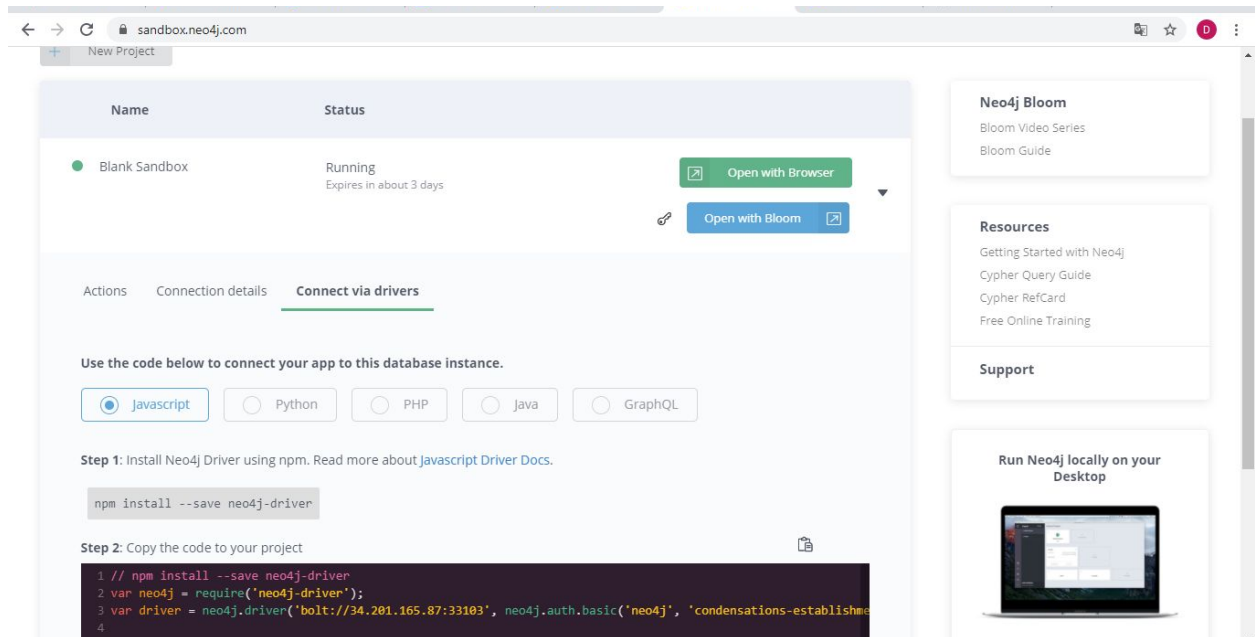 sandbox.neo4j.com
D
New Project
Name Status
Blank Sandbox
Running
Expires in about 3 days
Open with Browser
Open with Bloom
Actions Connection details Connect via drivers
Use the code below to connect your app to this database instance.
Javascript Python PHP Java GraphQL
Step 1: Install Neo4j Driver using npm. Read more about Javascript Driver Docs.
npm install --save neo4j-driver
Step 2: Copy the code to your project
1 // npm install --save neo4j-driver
2 var neo4j = require('neo4j-driver');
3 var driver = neo4j.driver('bolt://34.201.165.87:33103', neo4j.auth.basic('neo4j', 'condensations-establishme
4
Neo4j Bloom
Bloom Video Series
Bloom Guide
Resources
Getting Started with Neo4j
Cypher Query Guide
Cypher RefCard
Free Online Training
Support
Run Neo4j locally on your
Desktop